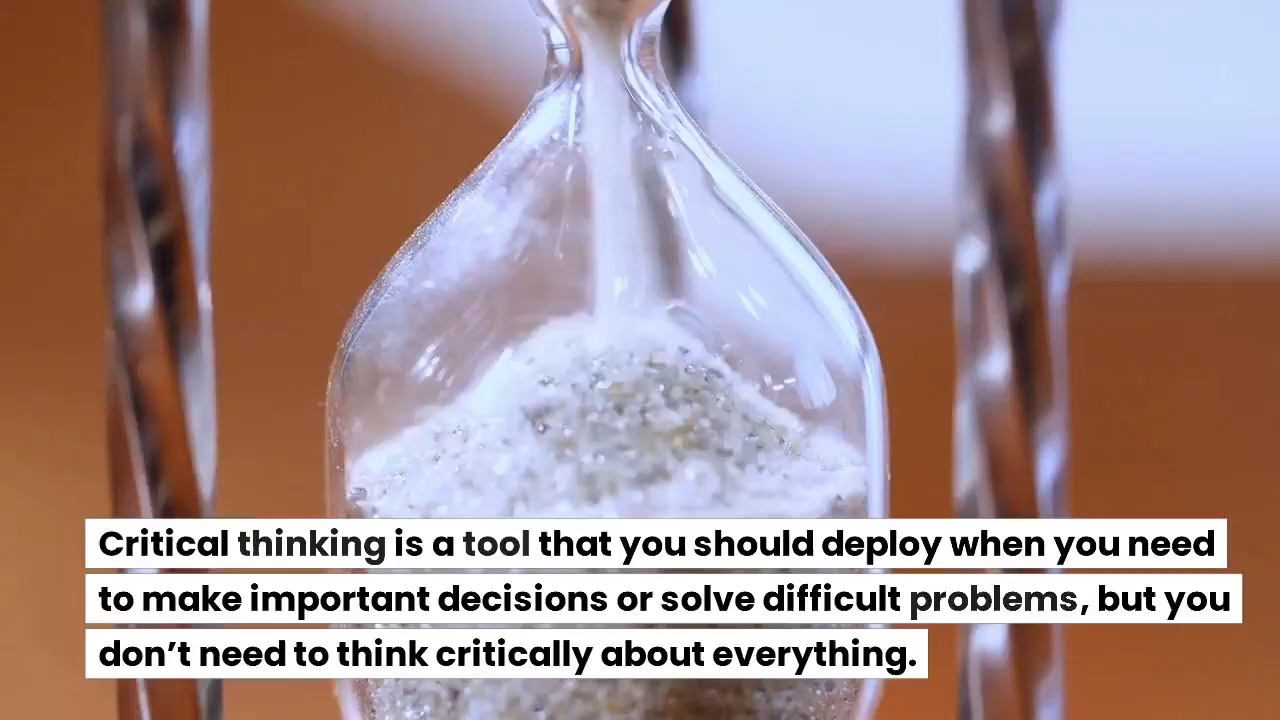 Critical thinking is a tool that you should deploy when you need
to make important decisions or solve difficult problems, but you
don’t need to think critically about everything.